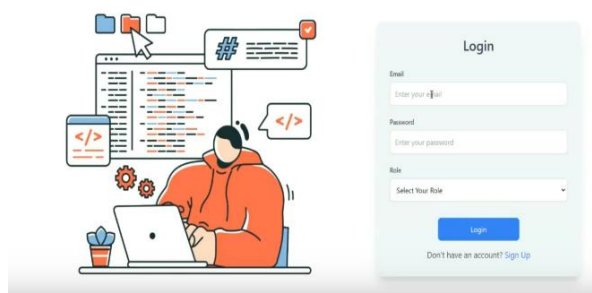 #
</>
</>
Login
Email
Enter your email
Password
Enter your password
Role
Select Your Role
Login
Don't have an account? Sign Up